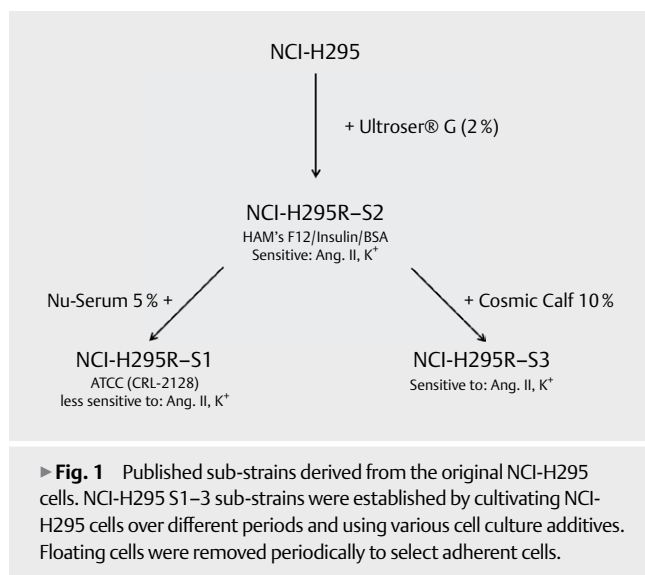 NCI-H295
+ Ultroser® G (2 %)
NCI-H295R–S2
HAM's F12/Insulin/BSA
Sensitive: Ang. II, K⁺
Nu-Serum 5 % +
+ Cosmic Calf 10 %
NCI-H295R–S1
ATCC (CRL-2128)
less sensitive to: Ang. II, K⁺
NCI-H295R–S3
Sensitive to: Ang. II, K⁺
▶ Fig. 1 Published sub-strains derived from the original NCI-H295
cells. NCI-H295 S1–3 sub-strains were established by cultivating NCI-
H295 cells over different periods and using various cell culture additives.
Floating cells were removed periodically to select adherent cells.